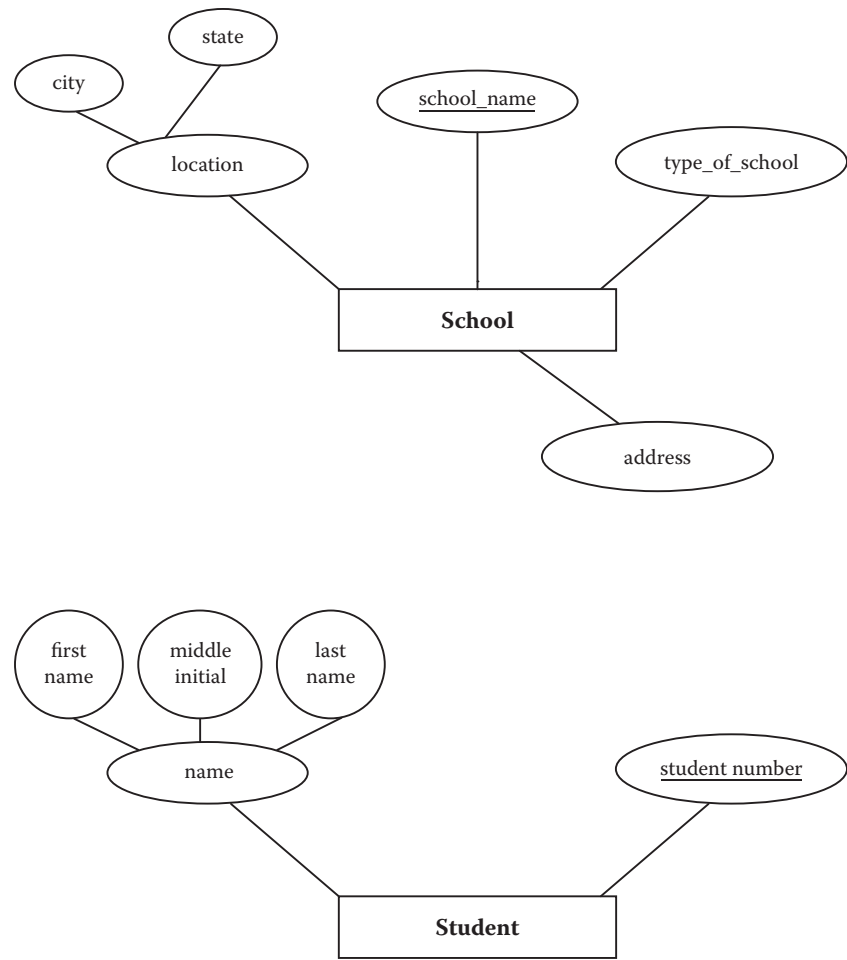 state
city
school_name
type_of_school
location
School
address
first
name
middle
initial
last
name
name
student number
Student